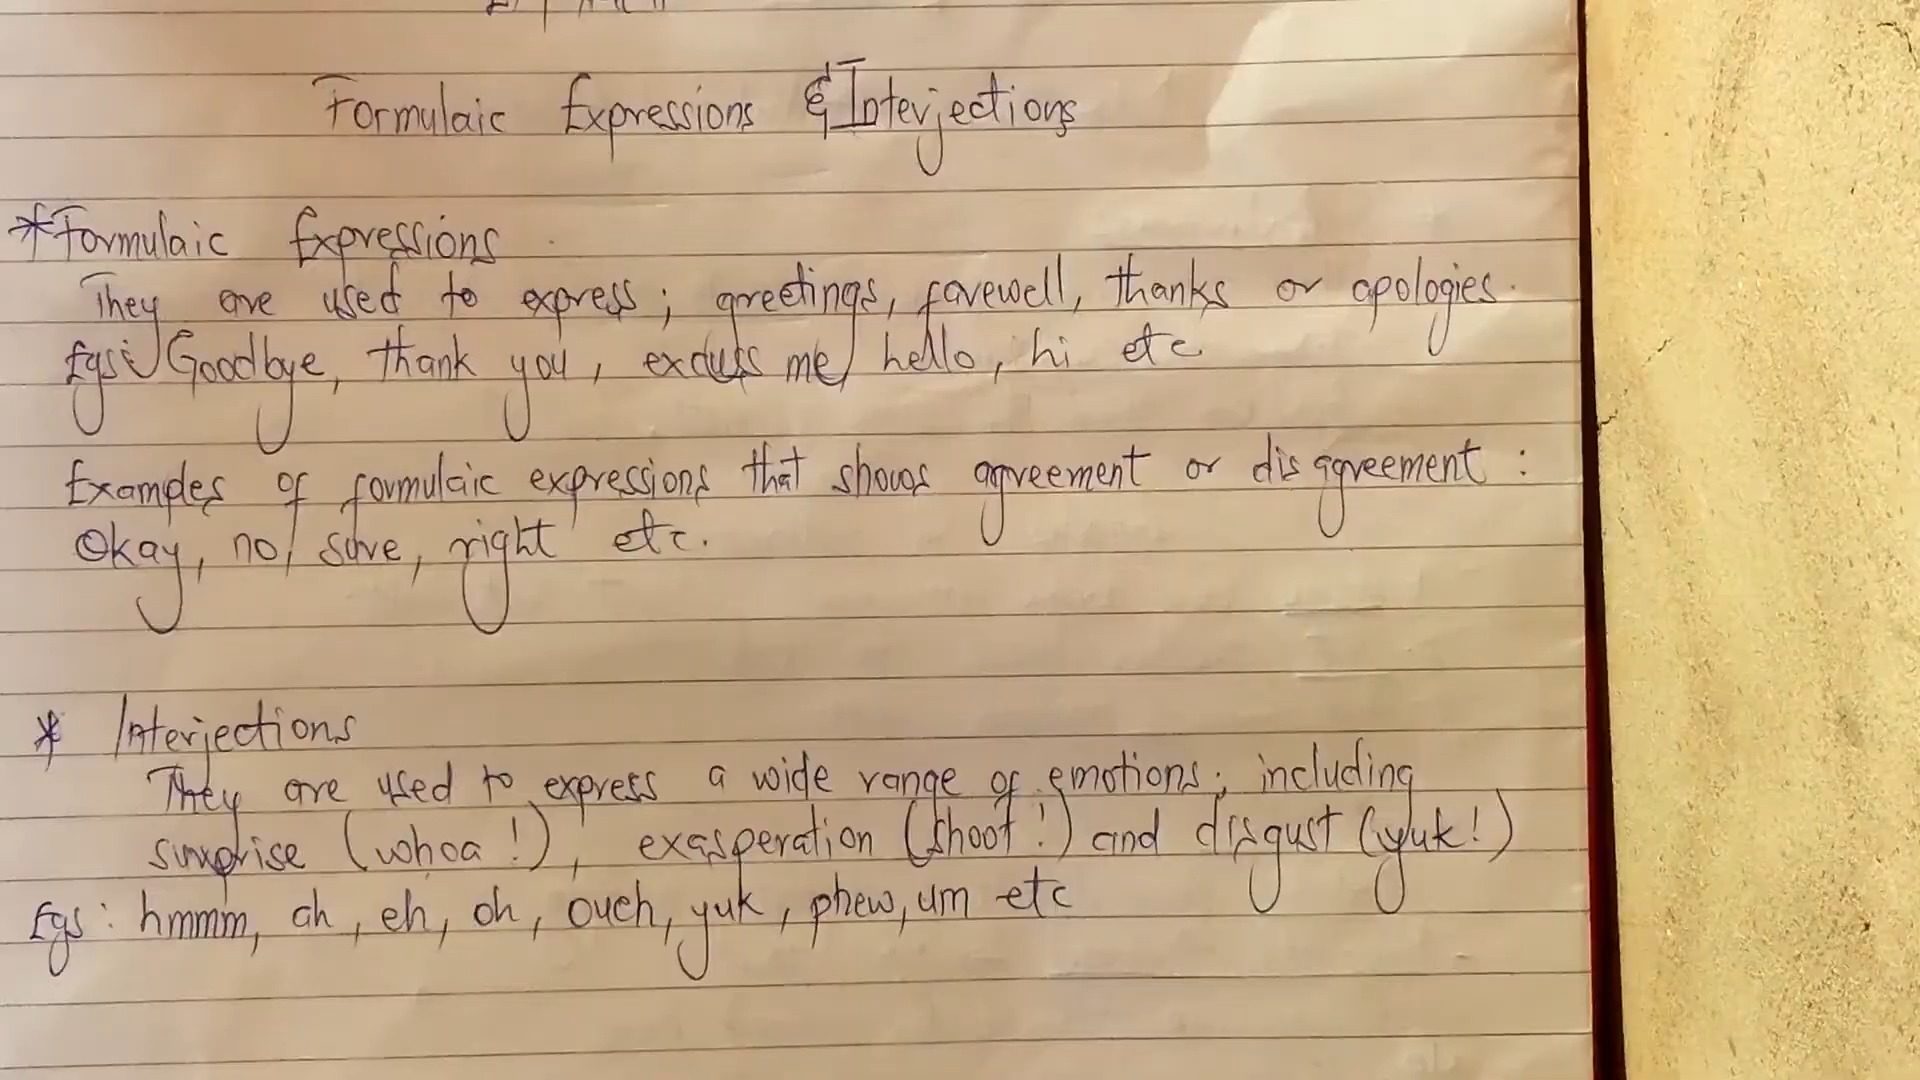 Formulaic Expressions & Interjections
* Formulaic Expressions
They are used to express; greetings, farewell, thanks or apologies.
Egs: Goodbye, thank you, excuse me, hello, hi etc
Examples of formulaic expressions that shows agreement or disagreement :
Okay, no, sure, right etc.
* Interjections
They are used to express a wide range of emotions; including
surprise (whoa!), exasperation (shoot!) and disgust (yuk!)
Egs: hmmm, ah, eh, oh, ouch, yuk, phew, um etc